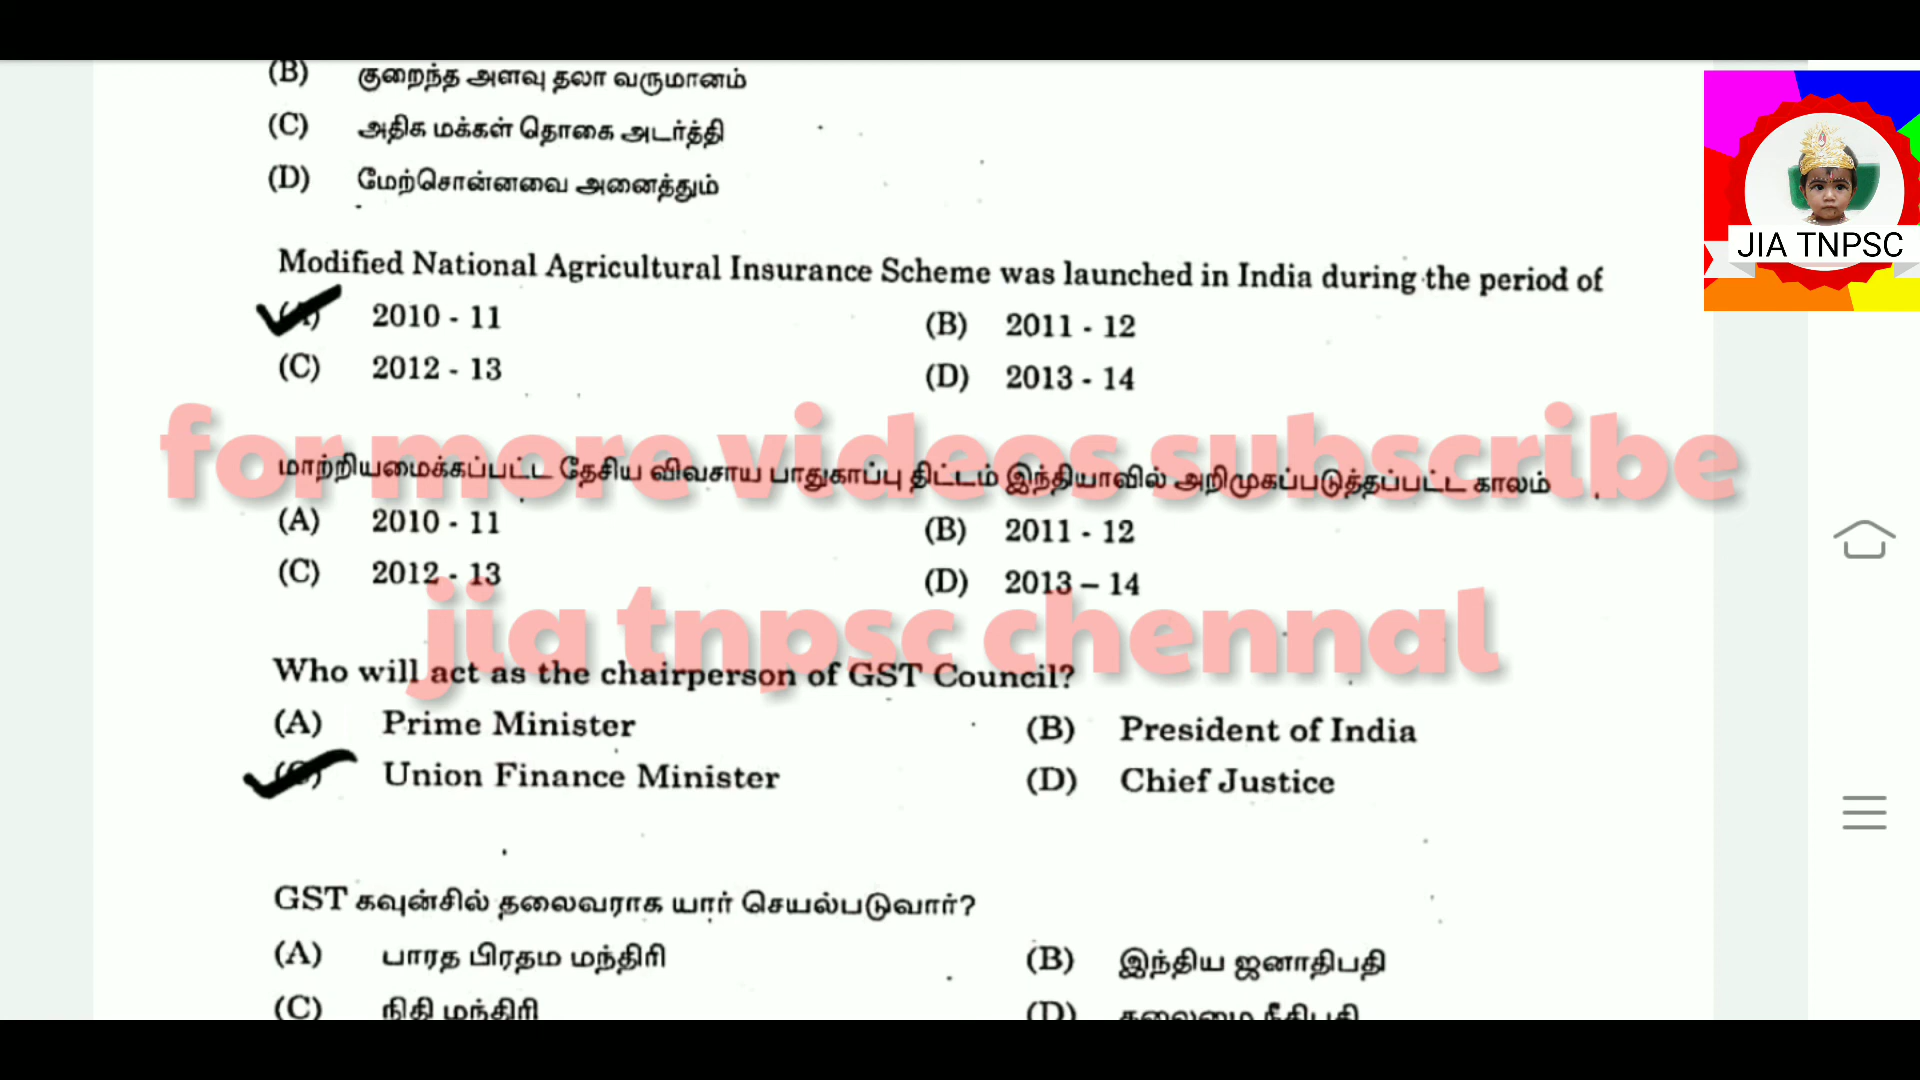 (B) குறைந்த அளவு தலா வருமானம்
(C) அதிக மக்கள் தொகை அடர்த்தி
(D) மேற்சொன்னவை அனைத்தும்
JIA TNPSC
Modified National Agricultural Insurance Scheme was launched in India during the period of
(A) 2010 - 11 (B) 2011 - 12
(C) 2012 - 13 (D) 2013 - 14
for more videos subscribe
மாற்றியமைக்கப்பட்ட தேசிய விவசாய பாதுகாப்பு திட்டம் இந்தியாவில் அறிமுகப்படுத்தப்பட்ட காலம்
(A) 2010 - 11 (B) 2011 - 12
(C) 2012 - 13 (D) 2013 – 14
jia tnpsc chennal
Who will act as the chairperson of GST Council?
(A) Prime Minister (B) President of India
(C) Union Finance Minister (D) Chief Justice
GST கவுன்சில் தலைவராக யார் செயல்படுவார்?
(A) பாரத பிரதம மந்திரி (B) இந்திய ஜனாதிபதி
(C) நிதி மந்திரி (D) தலைமை நீதிபதி